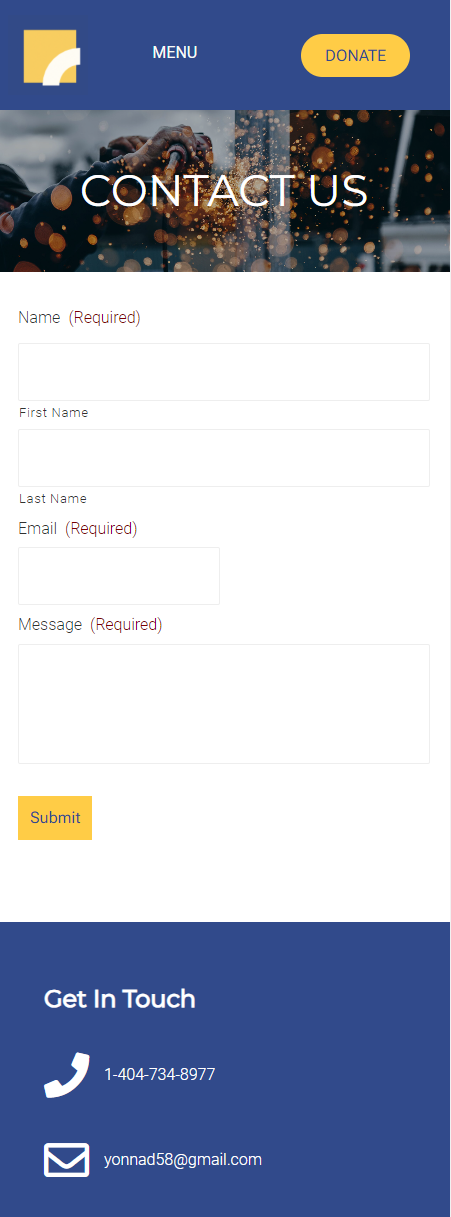 MENU
DONATE
CONTACT US
Name (Required)
First Name
Last Name
Email (Required)
Message (Required)
Submit
Get In Touch
1-404-734-8977
yonnad58@gmail.com